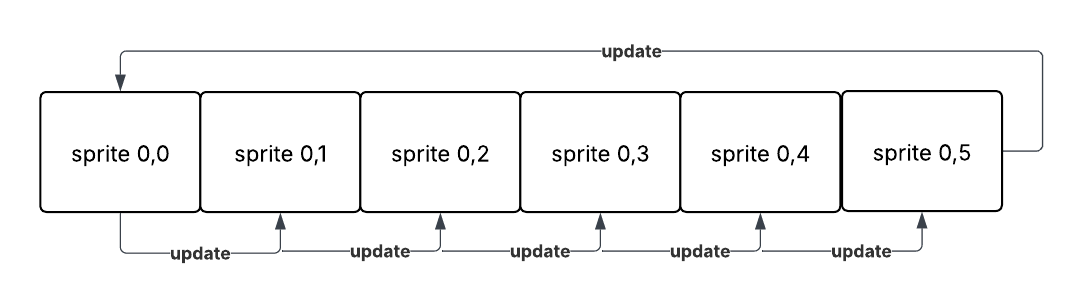 update
sprite 0,0
sprite 0,1
sprite 0,2
sprite 0,3
sprite 0,4
sprite 0,5
update
update
update
update
update